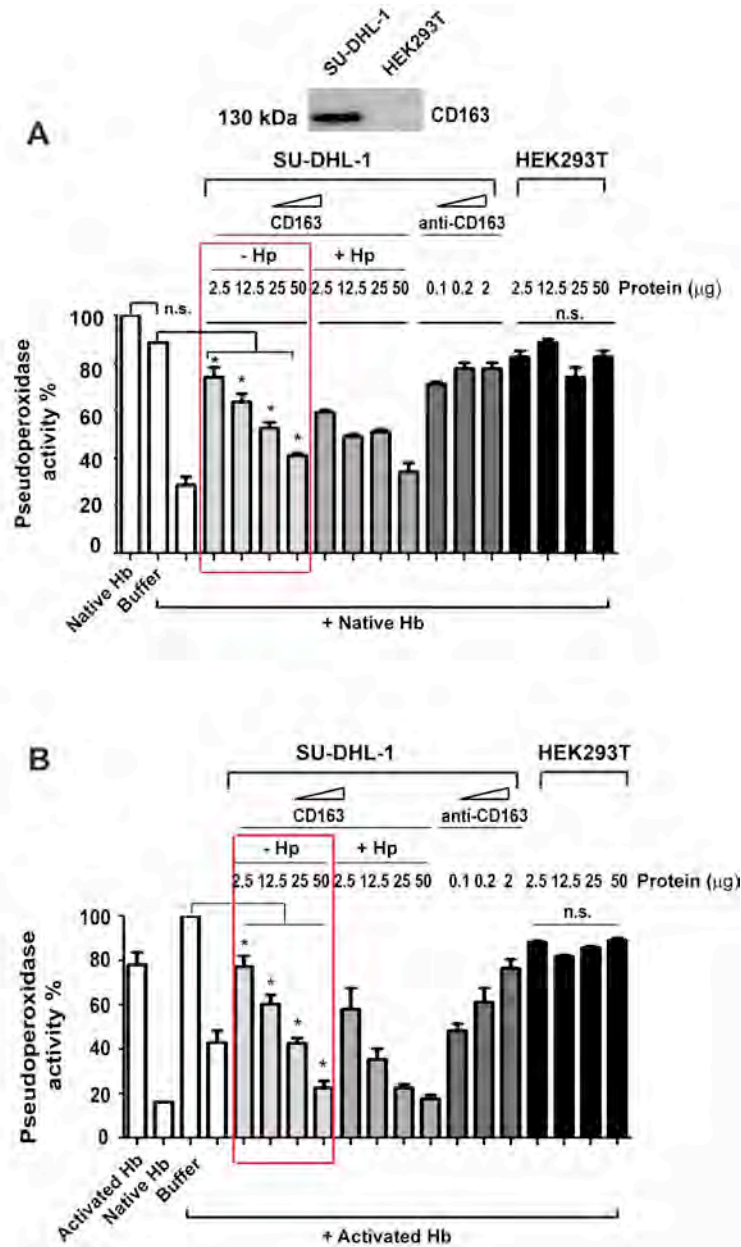 SU-DHL-1 HEK293T
130 kDa CD163
A
SU-DHL-1 HEK293T
CD163 anti-CD163
- Hp + Hp
2.5 12.5 25 50 2.5 12.5 25 50 0.1 0.2 2 2.5 12.5 25 50 Protein (µg)
n.s. n.s.
Pseudoperoxidase activity %
100
80
60
40
20
0
* * * *
Native Hb Buffer
+ Native Hb
B
SU-DHL-1 HEK293T
CD163 anti-CD163
- Hp + Hp
2.5 12.5 25 50 2.5 12.5 25 50 0.1 0.2 2 2.5 12.5 25 50 Protein (µg)
n.s.
Pseudoperoxidase activity %
100
80
60
40
20
0
* * * *
Activated Hb Native Hb Buffer
+ Activated Hb